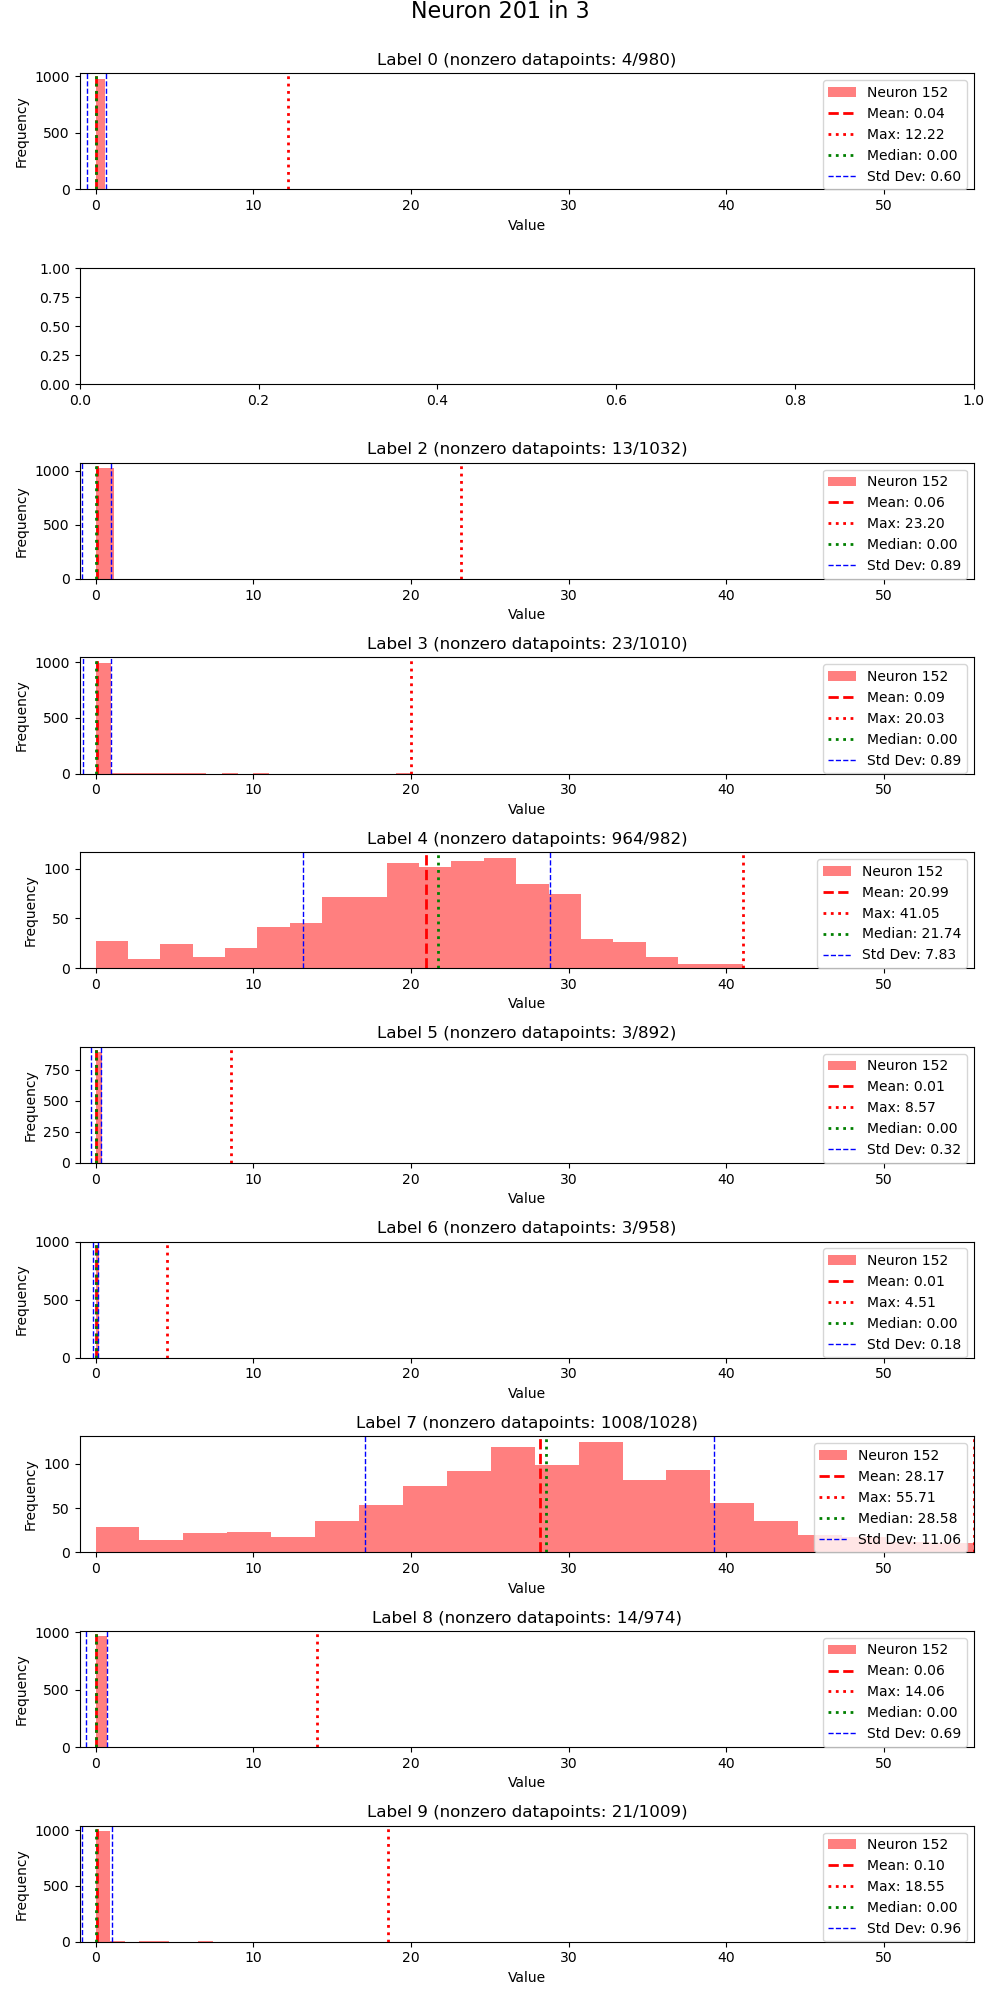 Neuron 201 in 3
Label 0 (nonzero datapoints: 4/980)
Frequency
1000
500
0
Neuron 152
Mean: 0.04
Max: 12.22
Median: 0.00
Std Dev: 0.60
0 10 20 30 40 50
Value
1.00
0.75
0.50
0.25
0.00
0.0 0.2 0.4 0.6 0.8 1.0
Label 2 (nonzero datapoints: 13/1032)
Frequency
1000
500
0
Neuron 152
Mean: 0.06
Max: 23.20
Median: 0.00
Std Dev: 0.89
0 10 20 30 40 50
Value
Label 3 (nonzero datapoints: 23/1010)
Frequency
1000
500
0
Neuron 152
Mean: 0.09
Max: 20.03
Median: 0.00
Std Dev: 0.89
0 10 20 30 40 50
Value
Label 4 (nonzero datapoints: 964/982)
Frequency
100
50
0
Neuron 152
Mean: 20.99
Max: 41.05
Median: 21.74
Std Dev: 7.83
0 10 20 30 40 50
Value
Label 5 (nonzero datapoints: 3/892)
Frequency
750
500
250
0
Neuron 152
Mean: 0.01
Max: 8.57
Median: 0.00
Std Dev: 0.32
0 10 20 30 40 50
Value
Label 6 (nonzero datapoints: 3/958)
Frequency
1000
500
0
Neuron 152
Mean: 0.01
Max: 4.51
Median: 0.00
Std Dev: 0.18
0 10 20 30 40 50
Value
Label 7 (nonzero datapoints: 1008/1028)
Frequency
100
50
0
Neuron 152
Mean: 28.17
Max: 55.71
Median: 28.58
Std Dev: 11.06
0 10 20 30 40 50
Value
Label 8 (nonzero datapoints: 14/974)
Frequency
1000
500
0
Neuron 152
Mean: 0.06
Max: 14.06
Median: 0.00
Std Dev: 0.69
0 10 20 30 40 50
Value
Label 9 (nonzero datapoints: 21/1009)
Frequency
1000
500
0
Neuron 152
Mean: 0.10
Max: 18.55
Median: 0.00
Std Dev: 0.96
0 10 20 30 40 50
Value